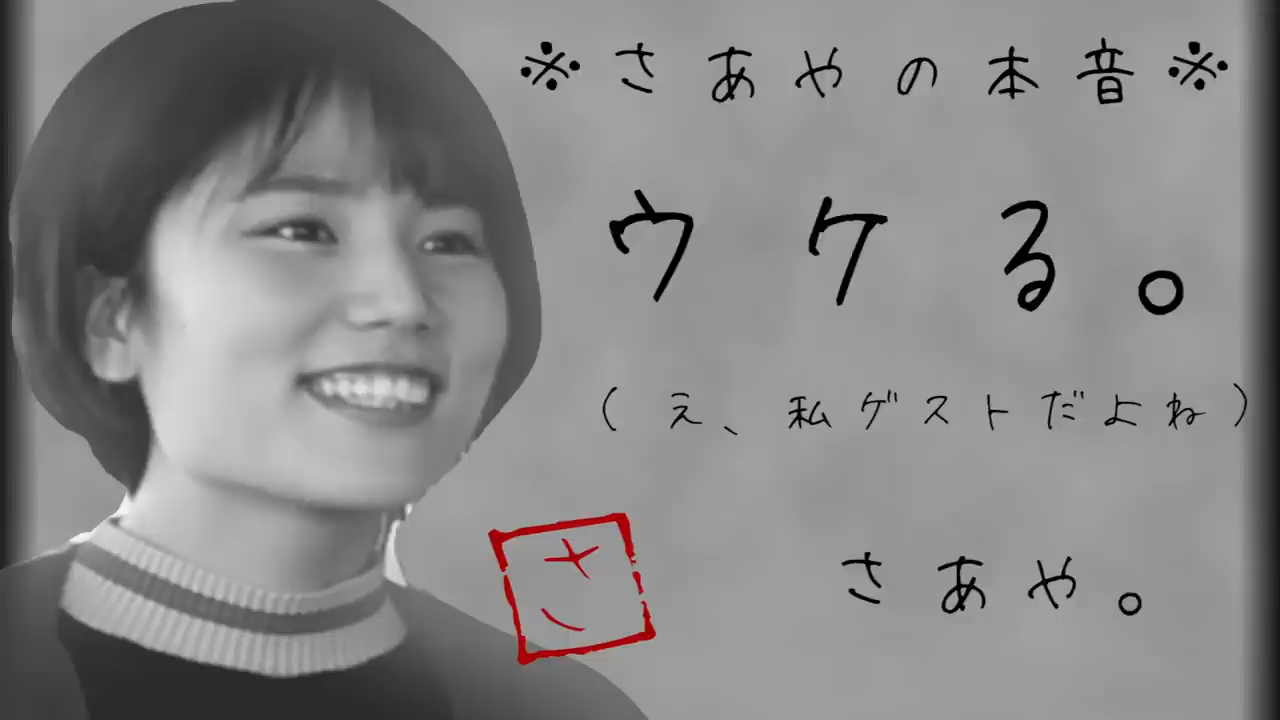 ※さあやの本音※
ウケる。
(え、私ゲストだよね)
さ
さあや。